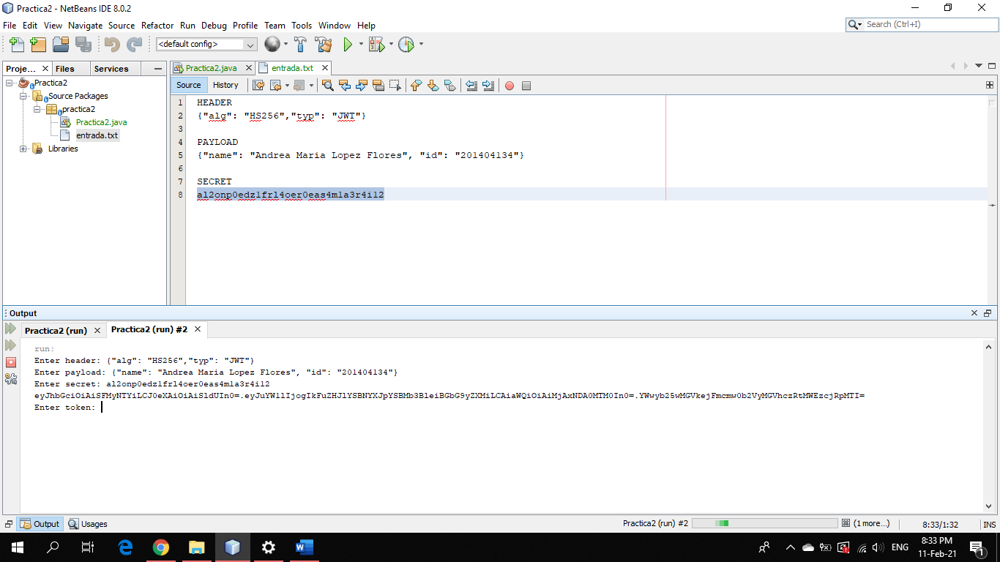 Practica2 - NetBeans IDE 8.0.2
File Edit View Navigate Source Refactor Run Debug Profile Team Tools Window Help
Search (Ctrl+I)
<default config>
Proje... Files Services
Practica2.java entrada.txt
Practica2
Source Packages
practica2
Practica2.java
entrada.txt
Libraries
Source History
1 HEADER
2 {"alg": "HS256","typ": "JWT"}
3
4 PAYLOAD
5 {"name": "Andrea Maria Lopez Flores", "id": "201404134"}
6
7 SECRET
8 al2onp0edz1frl4oer0eas4m1a3r4i12
Output
Practica2 (run) Practica2 (run) #2
run:
Enter header: {"alg": "HS256","typ": "JWT"}
Enter payload: {"name": "Andrea Maria Lopez Flores", "id": "201404134"}
Enter secret: al2onp0edz1frl4oer0eas4m1a3r4i12
eyJhbGciOiAiSFMyNTYiLCJ0eXAiOiAiSldUIn0=.eyJuYW1lIjogIkFuZHJlYSBNYXJpYSBMb3BleiBGbG9yZXMiLCAiaWQiOiAiMjAxNDA0MTM0In0=.YWwyb25wMGVkejFmcmw0b2VyMGVhczRtMWEzcjRpMTI=
Enter token:
Output Usages
Practica2 (run) #2 (1 more...) 8:33/1:32 INS
ENG
8:33 PM
11-Feb-21
1